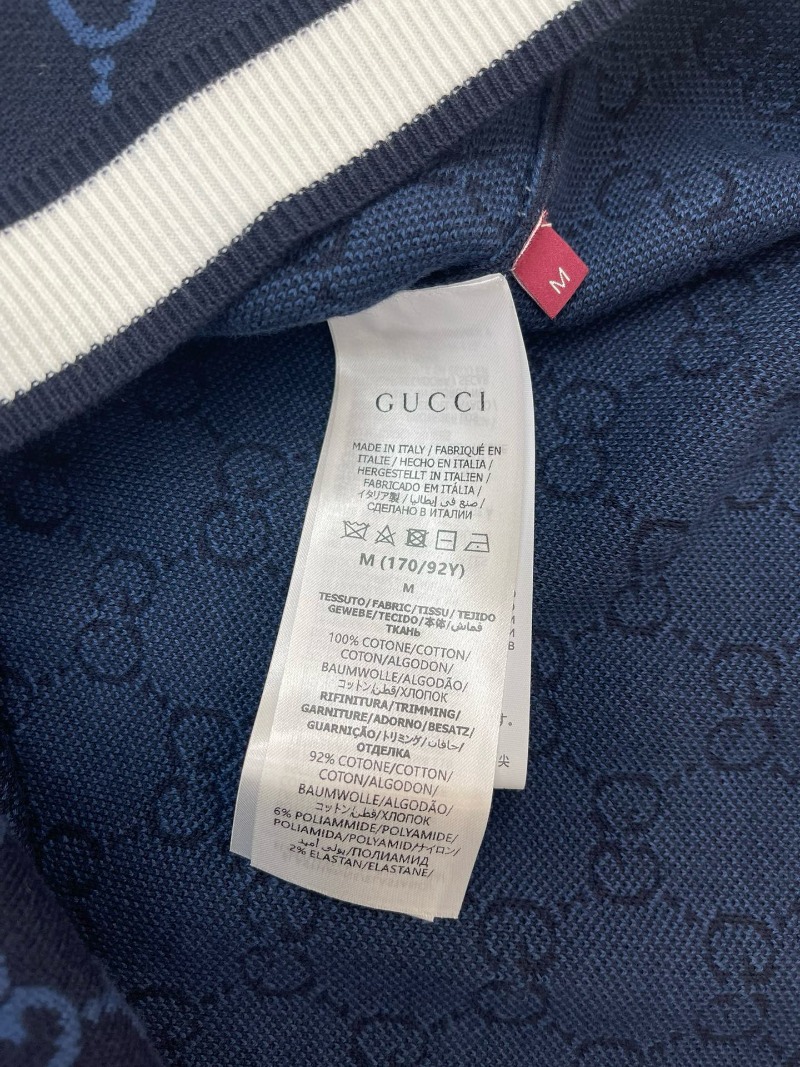 M
GUCCI
MADE IN ITALY / FABRIQUÉ EN
ITALIE / HECHO EN ITALIA /
HERGESTELLT IN ITALIEN /
FABRICADO EM ITÁLIA /
イタリア製 / صنع في إيطاليا /
СДЕЛАНО В ИТАЛИИ
M (170/92Y)
M
TESSUTO/FABRIC/TISSU/TEJIDO
GEWEBE/TECIDO/本体/قماش/
ТКАНЬ
100% COTONE/COTTON/
COTON/ALGODON/
BAUMWOLLE/ALGODÃO/
コットン/قطن/ХЛОПОК
RIFINITURA/TRIMMING/
GARNITURE/ADORNO/BESATZ/
GUARNIÇÃO/トリミング/حافات/
ОТДЕЛКА
92% COTONE/COTTON/
COTON/ALGODON/
BAUMWOLLE/ALGODÃO/
コットン/قطن/ХЛОПОК
6% POLIAMMIDE/POLYAMIDE/
POLIAMIDA/POLYAMID/ナイロン/
بولي أميد/ПОЛИАМИД
2% ELASTAN/ELASTANE/